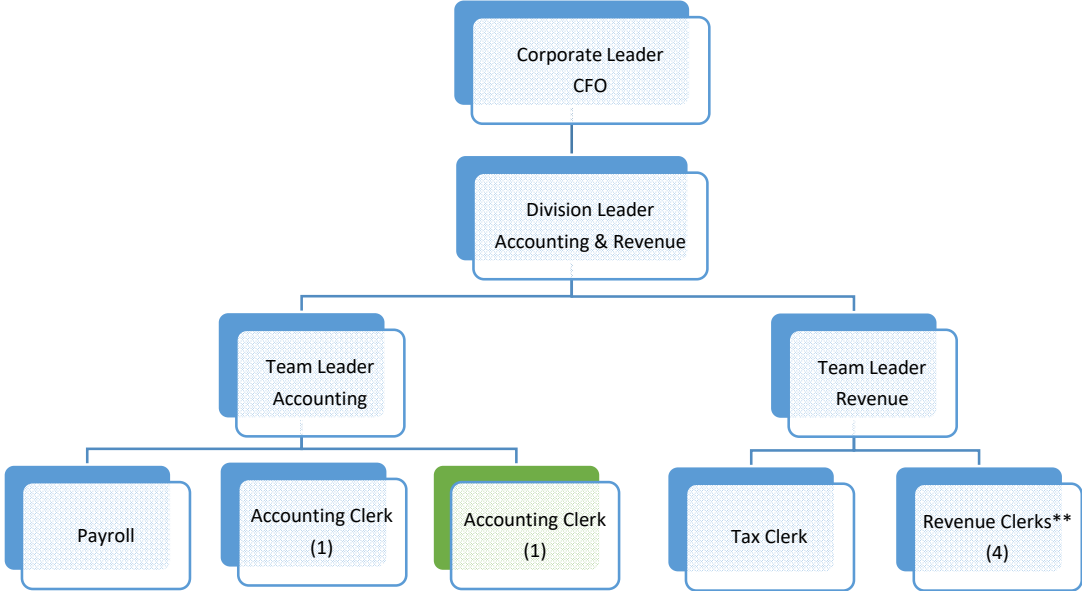 Corporate Leader
CFO
Division Leader
Accounting & Revenue
Team Leader
Accounting
Team Leader
Revenue
Payroll
Accounting Clerk
(1)
Accounting Clerk
(1)
Tax Clerk
Revenue Clerks**
(4)